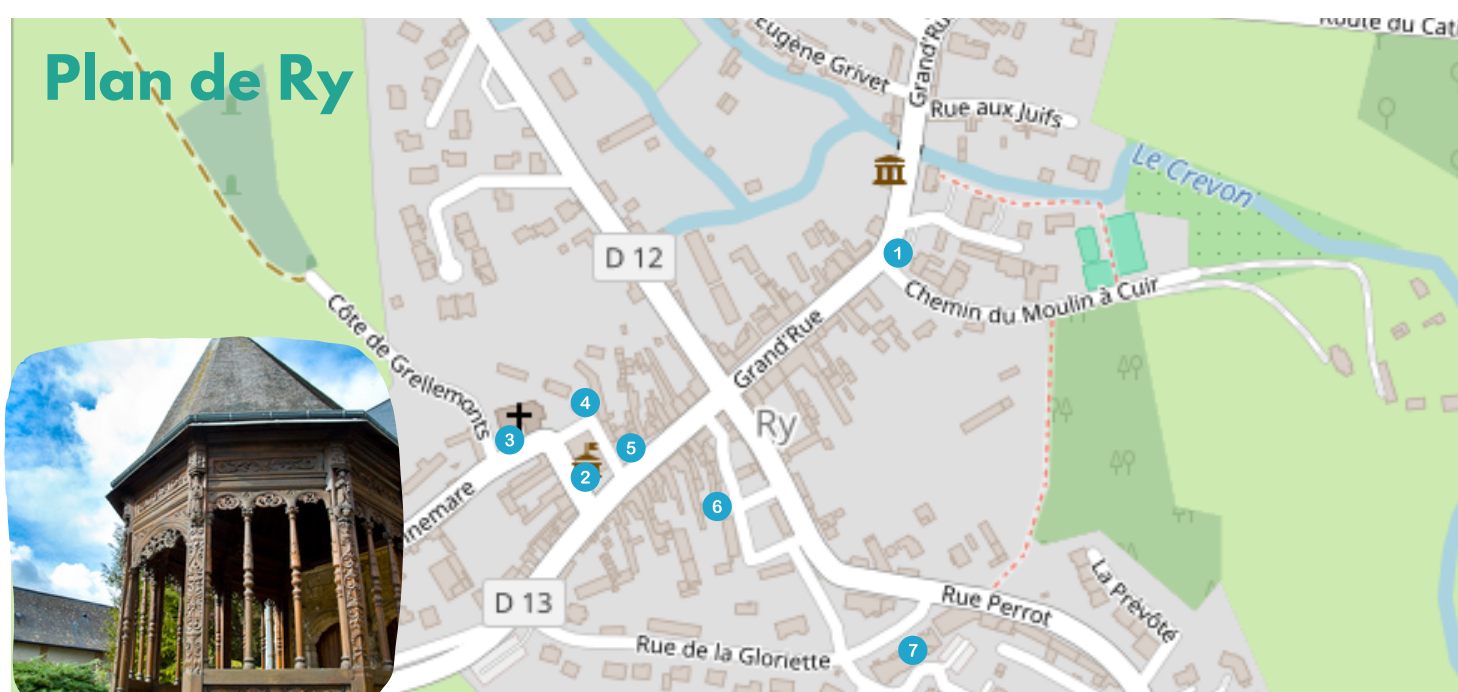 Plan de Ry
Eugène Grivet
Grand'Ru
Route du Cat
Rue aux Juifs
Le Crevon
D 12
1
Chemin du Moulin à Cuir
Côte de Grellemonts
Grand'Rue
4
Ry
3
5
2
6
nnemare
D 13
Rue Perrot
La Prévôté
Rue de la Gloriette
7